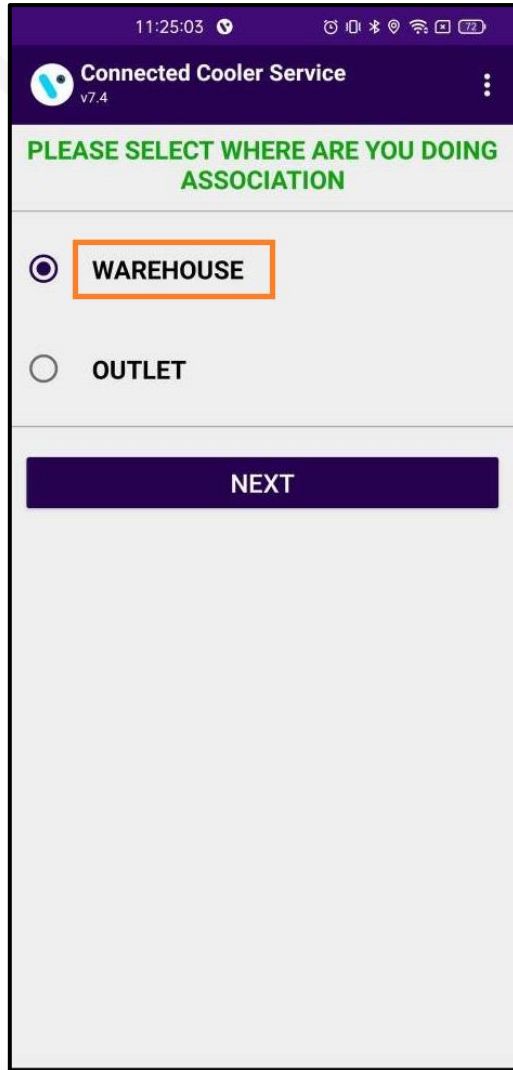 11:25:03
72
Connected Cooler Service
v7.4
PLEASE SELECT WHERE ARE YOU DOING
ASSOCIATION
WAREHOUSE
OUTLET
NEXT